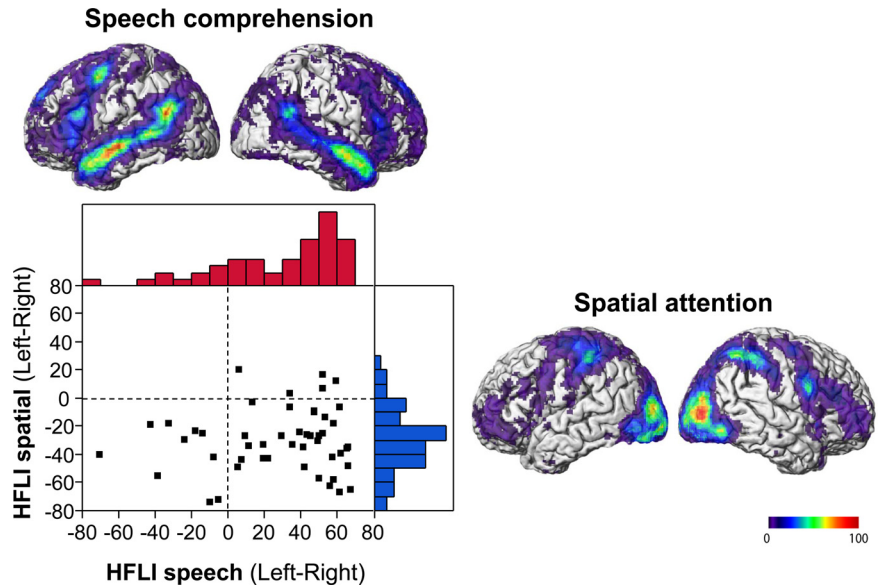 Speech comprehension
HFLI spatial (Left-Right)
80
60
40
20
0
-20
-40
-60
-80
-80 -60 -40 -20 0 20 40 60 80
HFLI speech (Left-Right)
Spatial attention
0 100